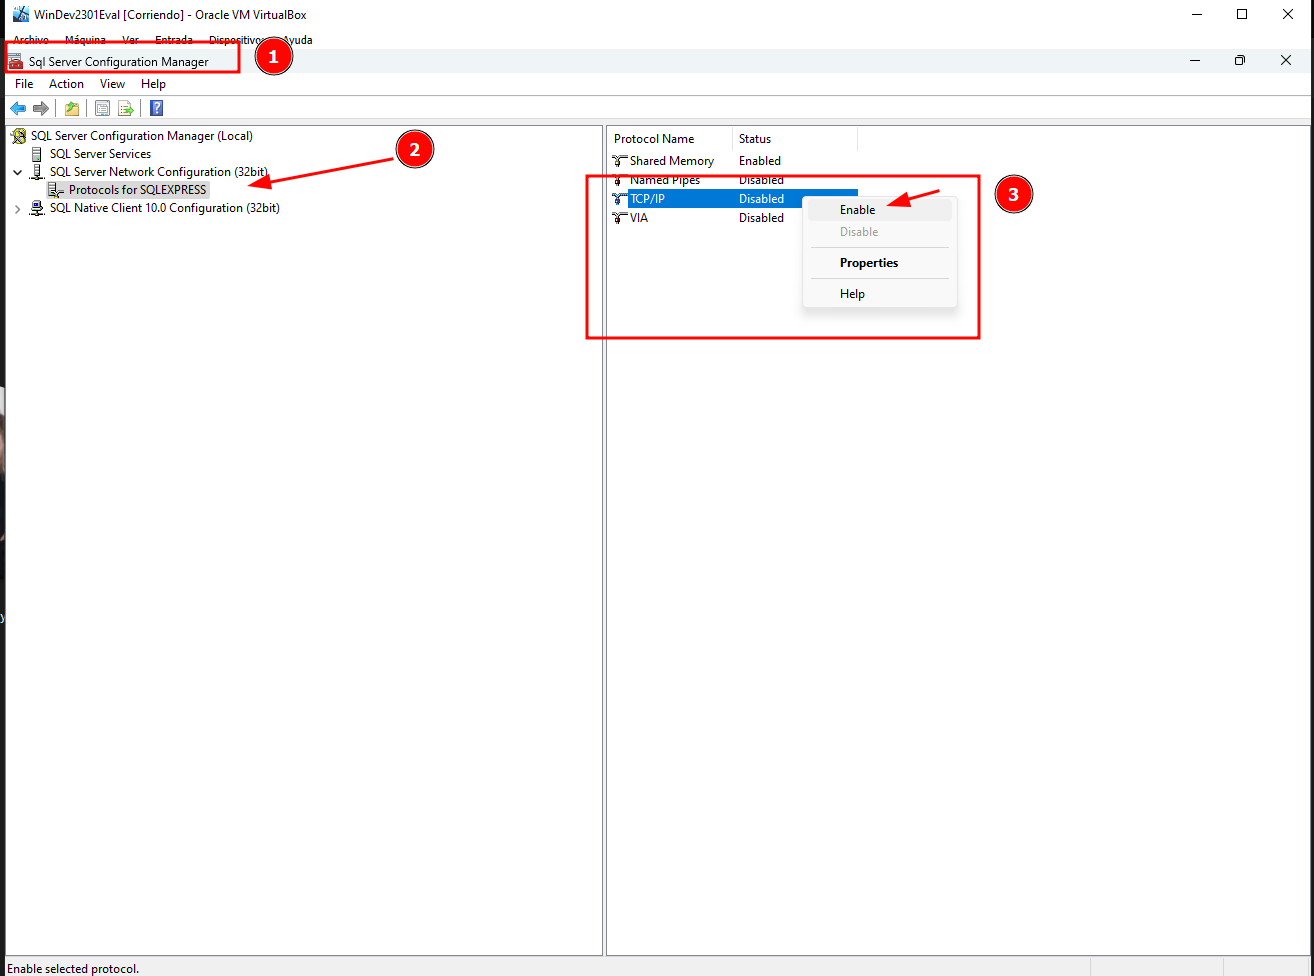 WinDev2301Eval [Corriendo] - Oracle VM VirtualBox
Archivo Máquina Ver Entrada Dispositivos Ayuda
1
Sql Server Configuration Manager
File Action View Help
SQL Server Configuration Manager (Local)
SQL Server Services
SQL Server Network Configuration (32bit)
Protocols for SQLEXPRESS
SQL Native Client 10.0 Configuration (32bit)
2
Protocol Name Status
Shared Memory Enabled
Named Pipes Disabled
TCP/IP Disabled
VIA Disabled
3
Enable
Disable
Properties
Help
y
Enable selected protocol.